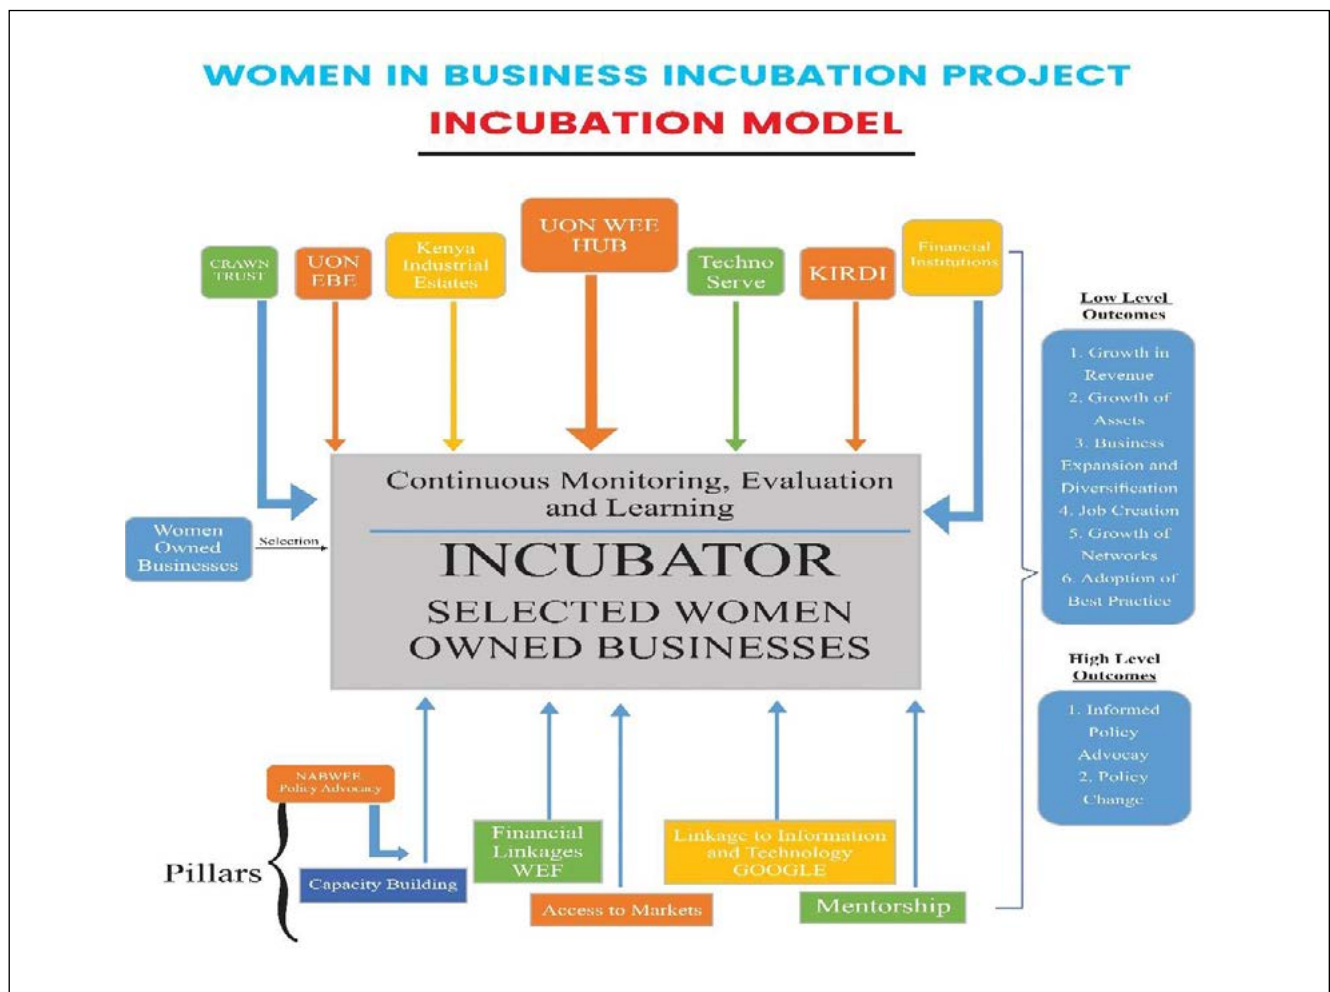 WOMEN IN BUSINESS INCUBATION PROJECT
INCUBATION MODEL
CRAWN
TRUST
UON
EBE
Kenya
Industrial
Estates
UON WEE
HUB
Techno
Serve
KIRDI
Financial
Institutions
Low Level
Outcomes
1. Growth in
Revenue
2. Growth of
Assets
3. Business
Expansion and
Diversification
4. Job Creation
5. Growth of
Networks
6. Adoption of
Best Practice
Continuous Monitoring, Evaluation
and Learning
INCUBATOR
SELECTED WOMEN
OWNED BUSINESSES
Women
Owned
Businesses
Selection
High Level
Outcomes
1. Informed
Policy
Advocay
2. Policy
Change
Pillars
NABWEE
Policy Advocacy
Capacity Building
Financial
Linkages
WEF
Access to Markets
Linkage to Information
and Technology
GOOGLE
Mentorship